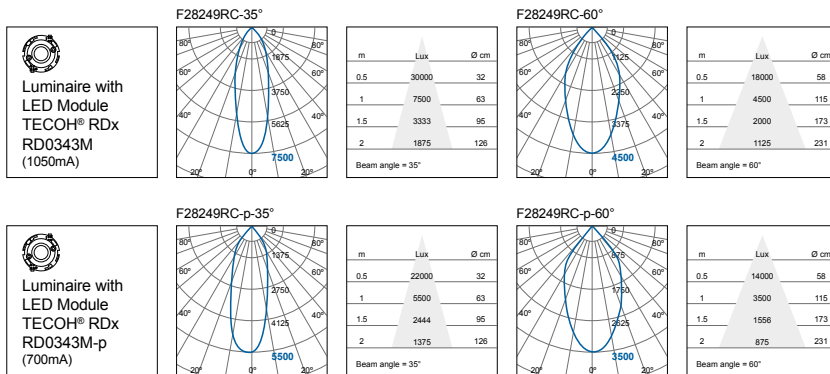 F28249RC-35°
F28249RC-60°
Luminaire with
LED Module
TECOH® RDx
RD0343M
(1050mA)
80° 0 80°
1875
60° 3750 60°
40° 5625 40°
7500
20° 0° 20°
m Lux Ø cm
0.5 30000 32
1 7500 63
1.5 3333 95
2 1875 126
Beam angle = 35°
80° 0 80°
1125
60° 2250 60°
40° 3375 40°
4500
20° 0° 20°
m Lux Ø cm
0.5 18000 58
1 4500 115
1.5 2000 173
2 1125 231
Beam angle = 60°
F28249RC-p-35°
F28249RC-p-60°
Luminaire with
LED Module
TECOH® RDx
RD0343M-p
(700mA)
80° 0 80°
1375
60° 2750 60°
40° 4125 40°
5500
20° 0° 20°
m Lux Ø cm
0.5 22000 32
1 5500 63
1.5 2444 95
2 1375 126
Beam angle = 35°
80° 0 80°
875
60° 1750 60°
40° 2625 40°
3500
20° 0° 20°
m Lux Ø cm
0.5 14000 58
1 3500 115
1.5 1556 173
2 875 231
Beam angle = 60°